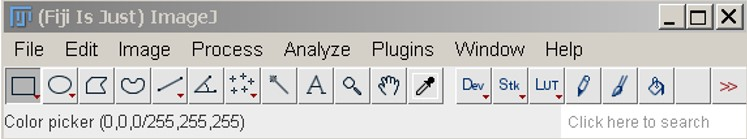 (Fiji Is Just) ImageJ
File Edit Image Process Analyze Plugins Window Help
A Dev Stk LUT >>
Color picker (0,0,0/255,255,255) Click here to search